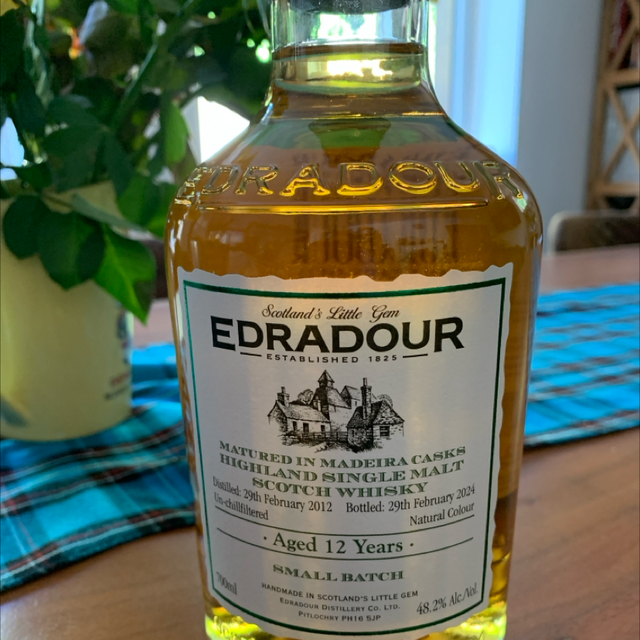 EDRADOUR
Scotland's Little Gem
EDRADOUR
ESTABLISHED 1825
MATURED IN MADEIRA CASKS
HIGHLAND SINGLE MALT
SCOTCH WHISKY
Distilled: 29th February 2012 Bottled: 29th February 2024
Un-chillfiltered Natural Colour
· Aged 12 Years ·
SMALL BATCH
700ml HANDMADE IN SCOTLAND'S LITTLE GEM 48.2% Alc/Vol.
EDRADOUR DISTILLERY CO. LTD.
PITLOCHRY PH16 5JP